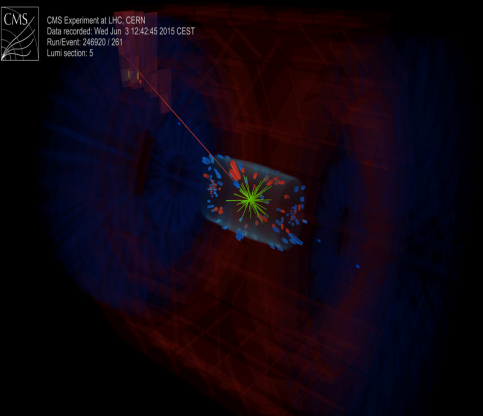 CMS
CMS Experiment at LHC, CERN
Data recorded: Wed Jun  3 12:42:45 2015 CEST
Run/Event: 246920 / 261
Lumi section: 5